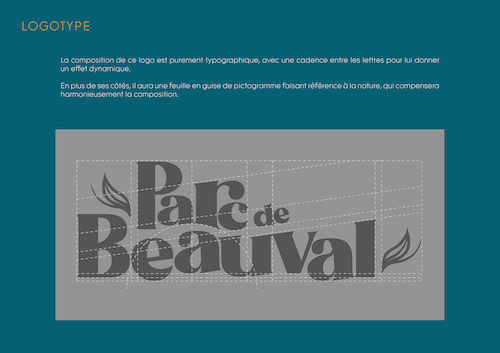 LOGOTYPE
La composition de ce logo est purement typographique, avec une cadence entre les lettres pour lui donner
un effet dynamique.
En plus de ses côtés, il aura une feuille en guise de pictogramme faisant référence à la nature, qui compensera
harmonieusement la composition.
Parc de
Beauval